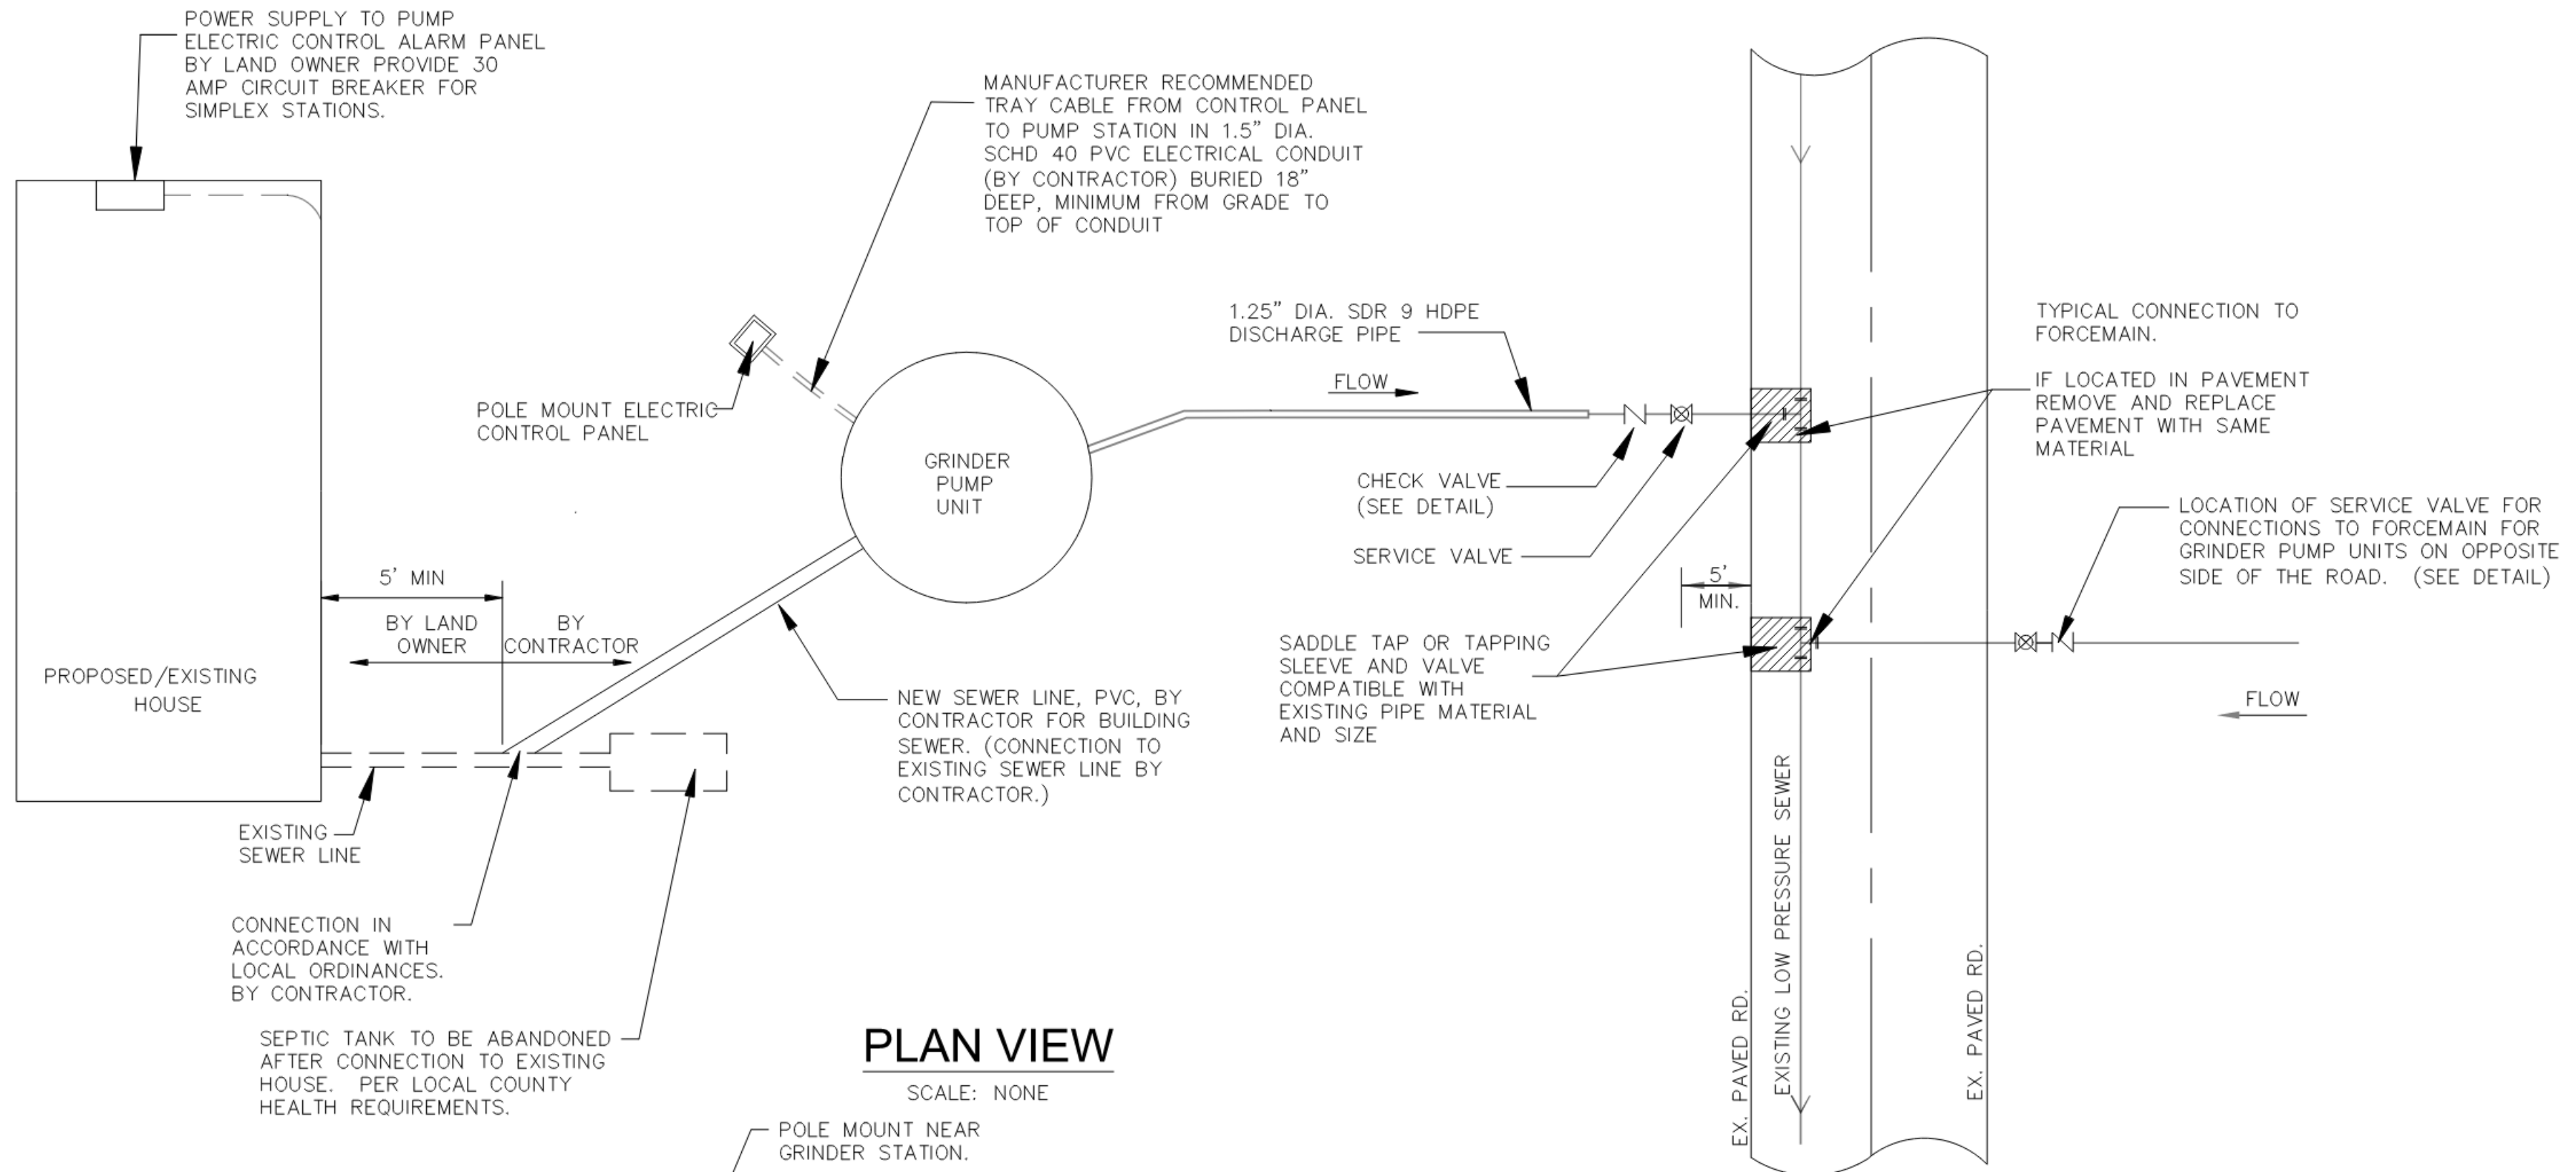 POWER SUPPLY TO PUMP
ELECTRIC CONTROL ALARM PANEL
BY LAND OWNER PROVIDE 30
AMP CIRCUIT BREAKER FOR
SIMPLEX STATIONS.
MANUFACTURER RECOMMENDED
TRAY CABLE FROM CONTROL PANEL
TO PUMP STATION IN 1.5” DIA.
SCHD 40 PVC ELECTRICAL CONDUIT
(BY CONTRACTOR) BURIED 18”
DEEP, MINIMUM FROM GRADE TO
TOP OF CONDUIT
1.25” DIA. SDR 9 HDPE
DISCHARGE PIPE
FLOW
TYPICAL CONNECTION TO
FORCEMAIN.
IF LOCATED IN PAVEMENT
REMOVE AND REPLACE
PAVEMENT WITH SAME
MATERIAL
POLE MOUNT ELECTRIC
CONTROL PANEL
GRINDER
PUMP
UNIT
CHECK VALVE
(SEE DETAIL)
SERVICE VALVE
LOCATION OF SERVICE VALVE FOR
CONNECTIONS TO FORCEMAIN FOR
GRINDER PUMP UNITS ON OPPOSITE
SIDE OF THE ROAD. (SEE DETAIL)
5’ MIN
BY LAND
OWNER
BY
CONTRACTOR
5’
MIN.
PROPOSED/EXISTING
HOUSE
SADDLE TAP OR TAPPING
SLEEVE AND VALVE
COMPATIBLE WITH
EXISTING PIPE MATERIAL
AND SIZE
FLOW
NEW SEWER LINE, PVC, BY
CONTRACTOR FOR BUILDING
SEWER. (CONNECTION TO
EXISTING SEWER LINE BY
CONTRACTOR.)
EXISTING
SEWER LINE
CONNECTION IN
ACCORDANCE WITH
LOCAL ORDINANCES.
BY CONTRACTOR.
SEPTIC TANK TO BE ABANDONED
AFTER CONNECTION TO EXISTING
HOUSE. PER LOCAL COUNTY
HEALTH REQUIREMENTS.
EX. PAVED RD.
EXISTING LOW PRESSURE SEWER
EX. PAVED RD.
PLAN VIEW
SCALE: NONE
POLE MOUNT NEAR
GRINDER STATION.